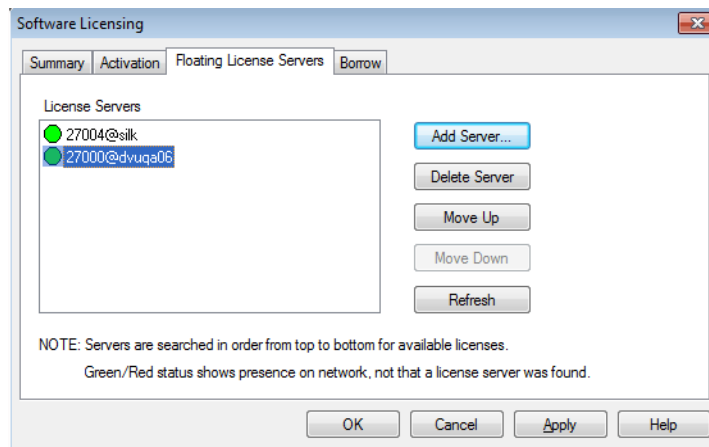 Software Licensing
Summary Activation Floating License Servers Borrow
License Servers
27004@silk
27000@dvuqa06
Add Server...
Delete Server
Move Up
Move Down
Refresh
NOTE: Servers are searched in order from top to bottom for available licenses.
Green/Red status shows presence on network, not that a license server was found.
OK Cancel Apply Help